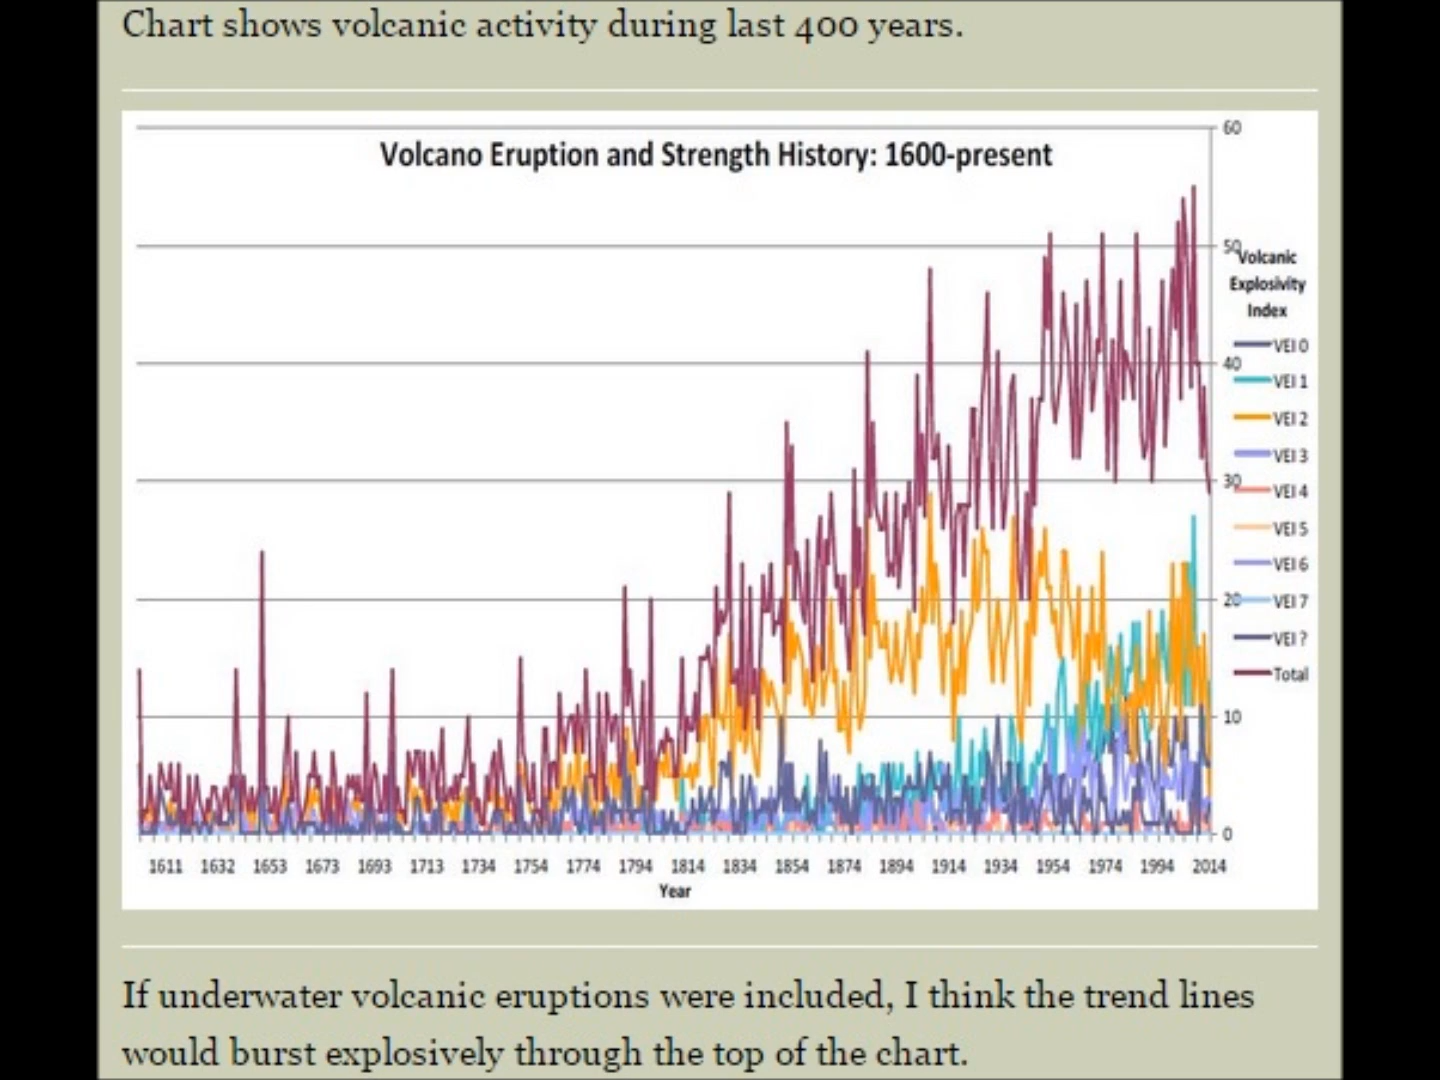 Chart shows volcanic activity during last 400 years.
Volcano Eruption and Strength History: 1600-present
60
50
40
30
20
10
0
Volcanic
Explosivity
Index
VEI 0
VEI 1
VEI 2
VEI 3
VEI 4
VEI 5
VEI 6
VEI 7
VEI ?
Total
1611 1632 1653 1673 1693 1713 1734 1754 1774 1794 1814 1834 1854 1874 1894 1914 1934 1954 1974 1994 2014
Year
If underwater volcanic eruptions were included, I think the trend lines
would burst explosively through the top of the chart.